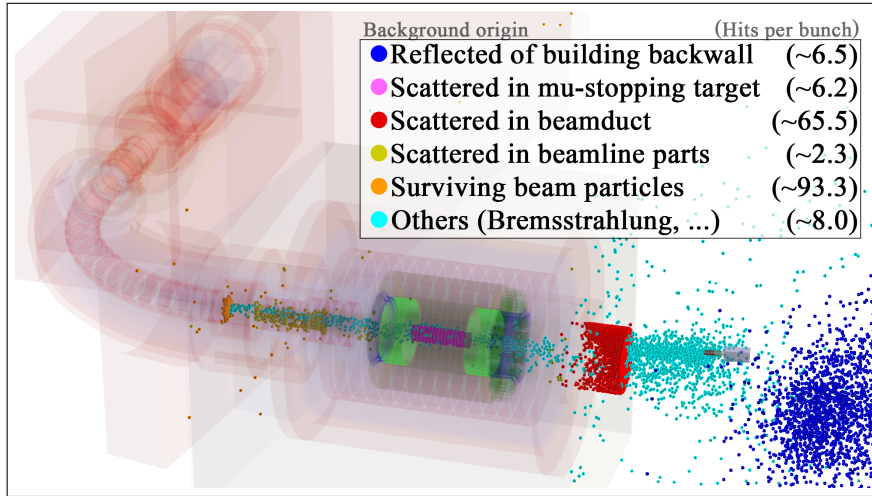 Background origin (Hits per bunch)
Reflected of building backwall (~6.5)
Scattered in mu-stopping target (~6.2)
Scattered in beamduct (~65.5)
Scattered in beamline parts (~2.3)
Surviving beam particles (~93.3)
Others (Bremsstrahlung, ...) (~8.0)